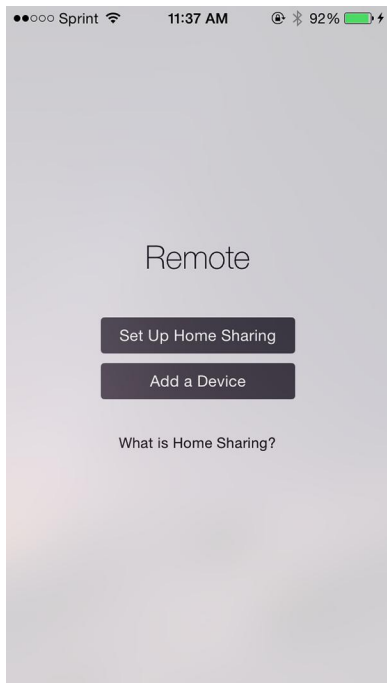 Sprint 11:37 AM 92%
Remote
Set Up Home Sharing
Add a Device
What is Home Sharing?